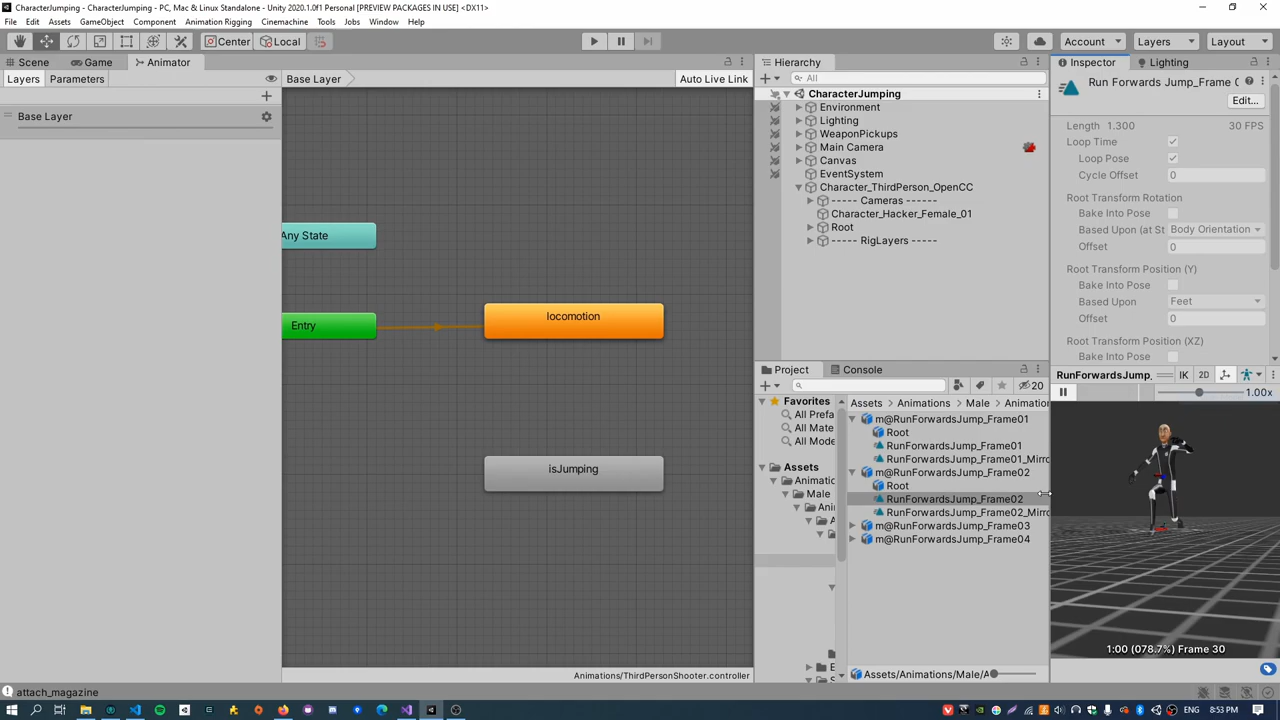 CharacterJumping - CharacterJumping - PC, Mac & Linux Standalone - Unity 2020.1.0f1 Personal [PREVIEW PACKAGES IN USE] <DX11>
File Edit Assets GameObject Component Animation Rigging Cinemachine Tools Jobs Window Help
Center Local Account Layers Layout
Scene Game Animator
Layers Parameters Base Layer Auto Live Link
Base Layer
Any State
Entry
locomotion
isJumping
Animations/ThirdPersonShooter.controller
Hierarchy
All
CharacterJumping
Environment
Lighting
WeaponPickups
Main Camera
Canvas
EventSystem
Character_ThirdPerson_OpenCC
----- Cameras ------
Character_Hacker_Female_01
Root
----- RigLayers -----
Project Console
20
Favorites
All Prefa
All Mate
All Mode
Assets
Animatio
Male
Ani
A
E
S
Assets Animations Male Animation
m@RunForwardsJump_Frame01
Root
RunForwardsJump_Frame01
RunForwardsJump_Frame01_Mirro
m@RunForwardsJump_Frame02
Root
RunForwardsJump_Frame02
RunForwardsJump_Frame02_Mirro
m@RunForwardsJump_Frame03
m@RunForwardsJump_Frame04
Assets/Animations/Male/A
Inspector Lighting
Run Forwards Jump_Frame 0
Edit...
Length 1.300 30 FPS
Loop Time
Loop Pose
Cycle Offset 0
Root Transform Rotation
Bake Into Pose
Based Upon (at St Body Orientation
Offset 0
Root Transform Position (Y)
Bake Into Pose
Based Upon Feet
Offset 0
Root Transform Position (XZ)
Bake Into Pose
RunForwardsJump_ IK 2D
1.00x
1:00 (078.7%) Frame 30
attach_magazine
8:53 PM